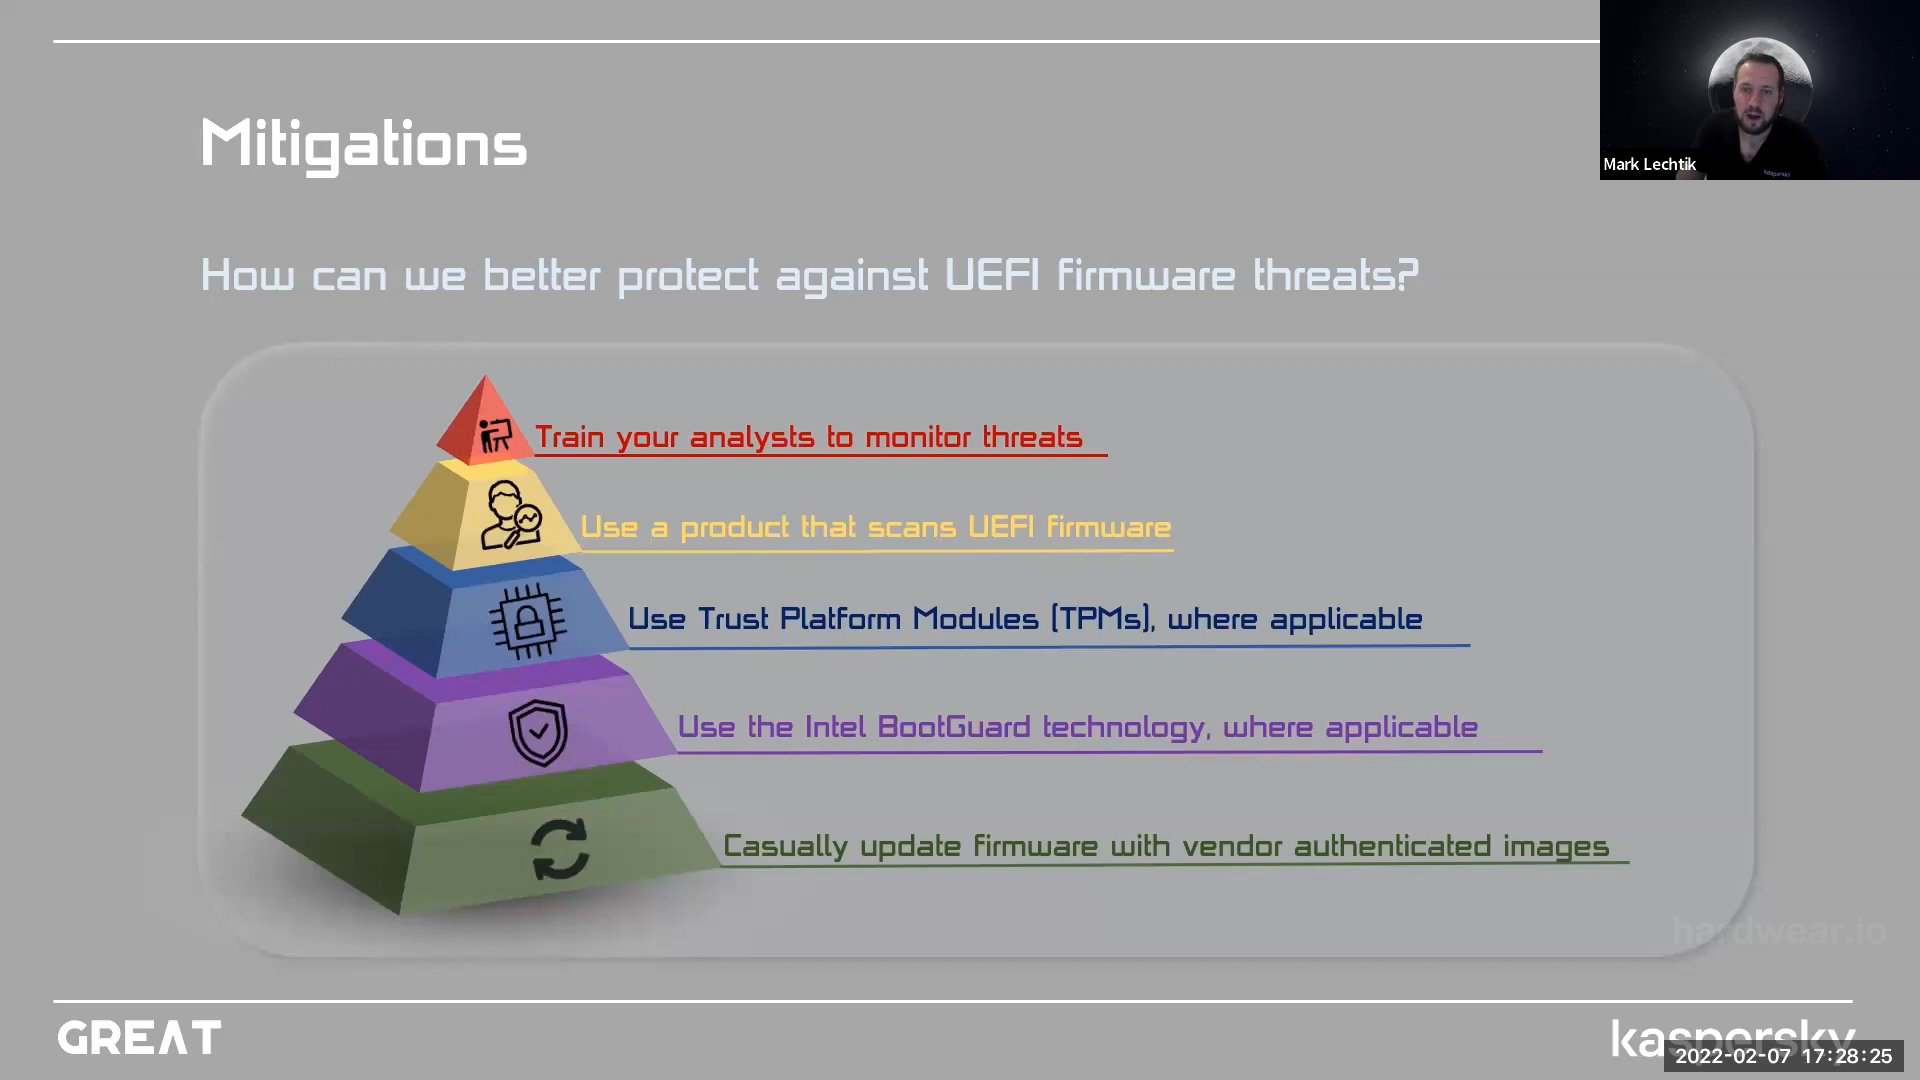 Mark Lechtik
Mitigations
How can we better protect against UEFI firmware threats?
Train your analysts to monitor threats
Use a product that scans UEFI firmware
Use Trust Platform Modules (TPMs), where applicable
Use the Intel BootGuard technology, where applicable
Casually update firmware with vendor authenticated images
hardwear.io
GREAT
kaspersky
2022-02-07 17:28:25